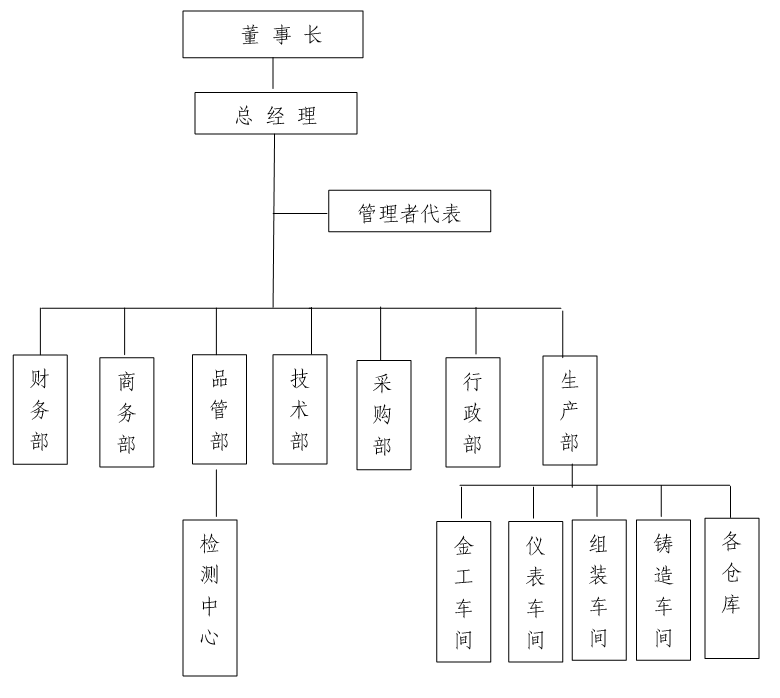 董事长
总经理
管理者代表
财务部
商务部
品管部
技术部
采购部
行政部
生产部
检测中心
金工车间
仪表车间
组装车间
铸造车间
各仓库